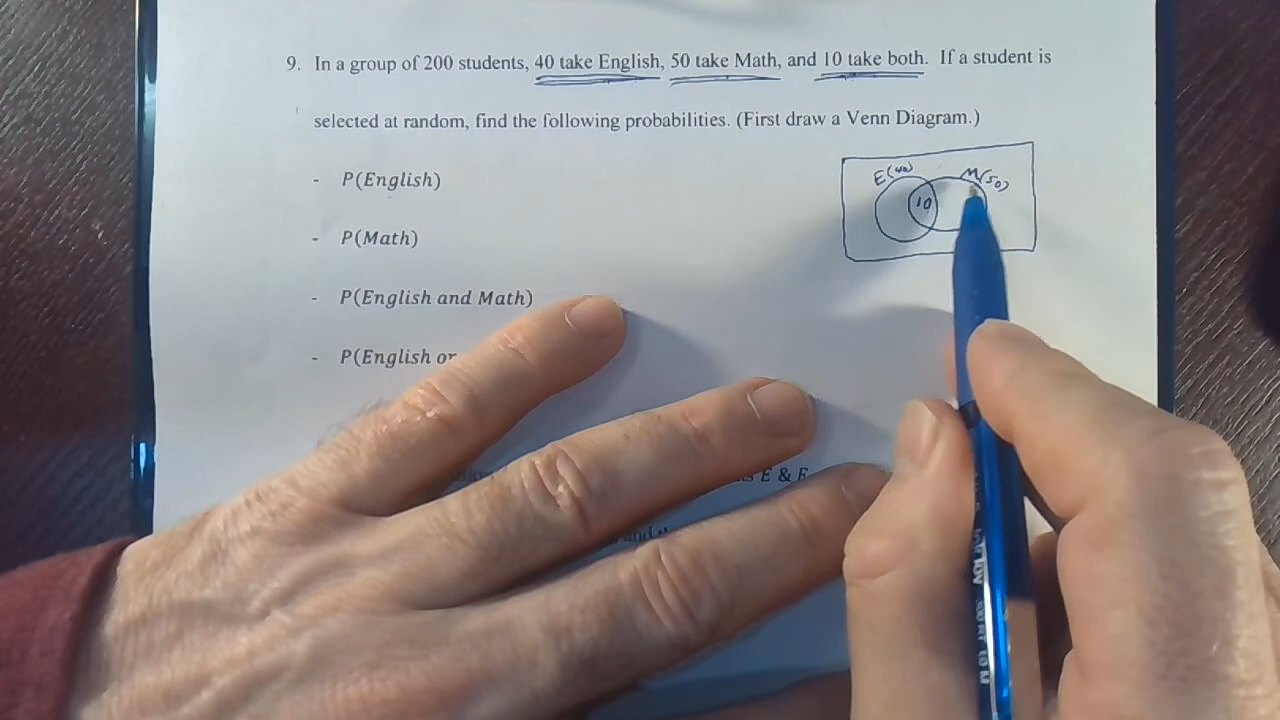 9. In a group of 200 students, 40 take English, 50 take Math, and 10 take both. If a student is
selected at random, find the following probabilities. (First draw a Venn Diagram.)
E(40) M(50)
- P(English)
10
- P(Math)
- P(English and Math)
- P(English or
E & F
and